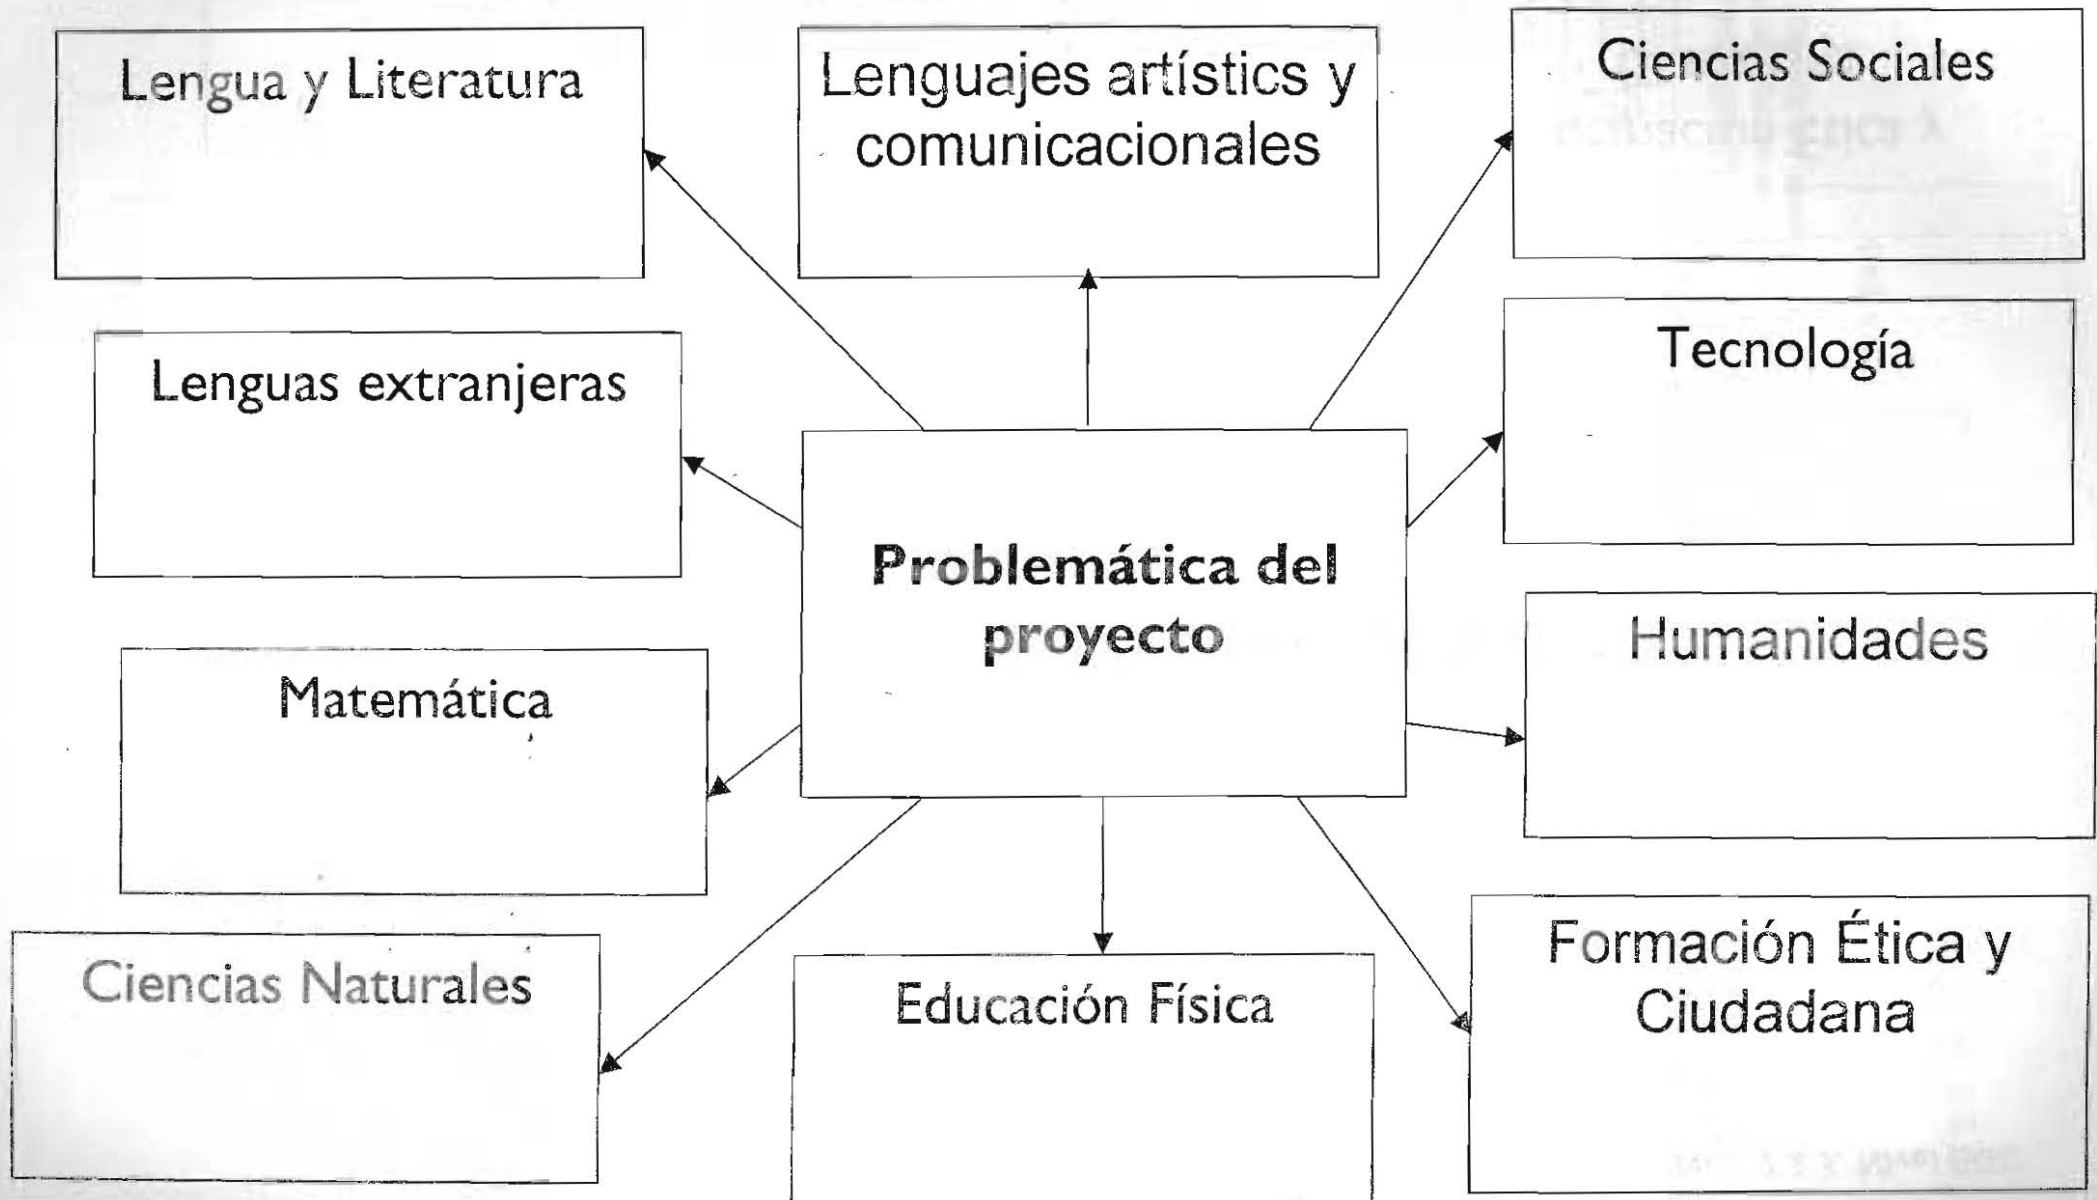 Lengua y Literatura
Lenguajes artístics y
comunicacionales
Ciencias Sociales
Lenguas extranjeras
Tecnología
Problemática del
proyecto
Humanidades
Matemática
Ciencias Naturales
Educación Física
Formación Ética y
Ciudadana